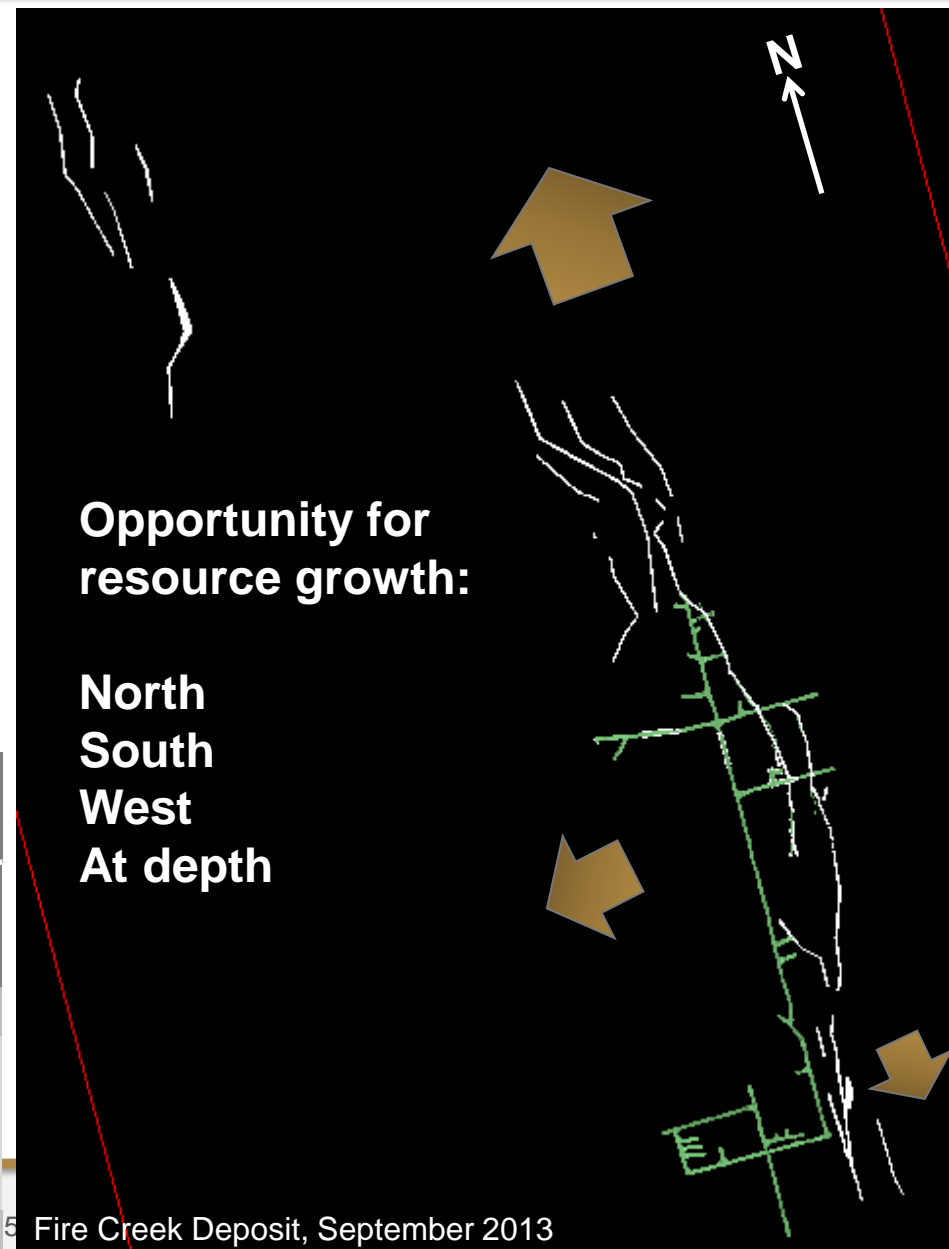 N
Opportunity for
resource growth:
North
South
West
At depth
5
Fire Creek Deposit, September 2013